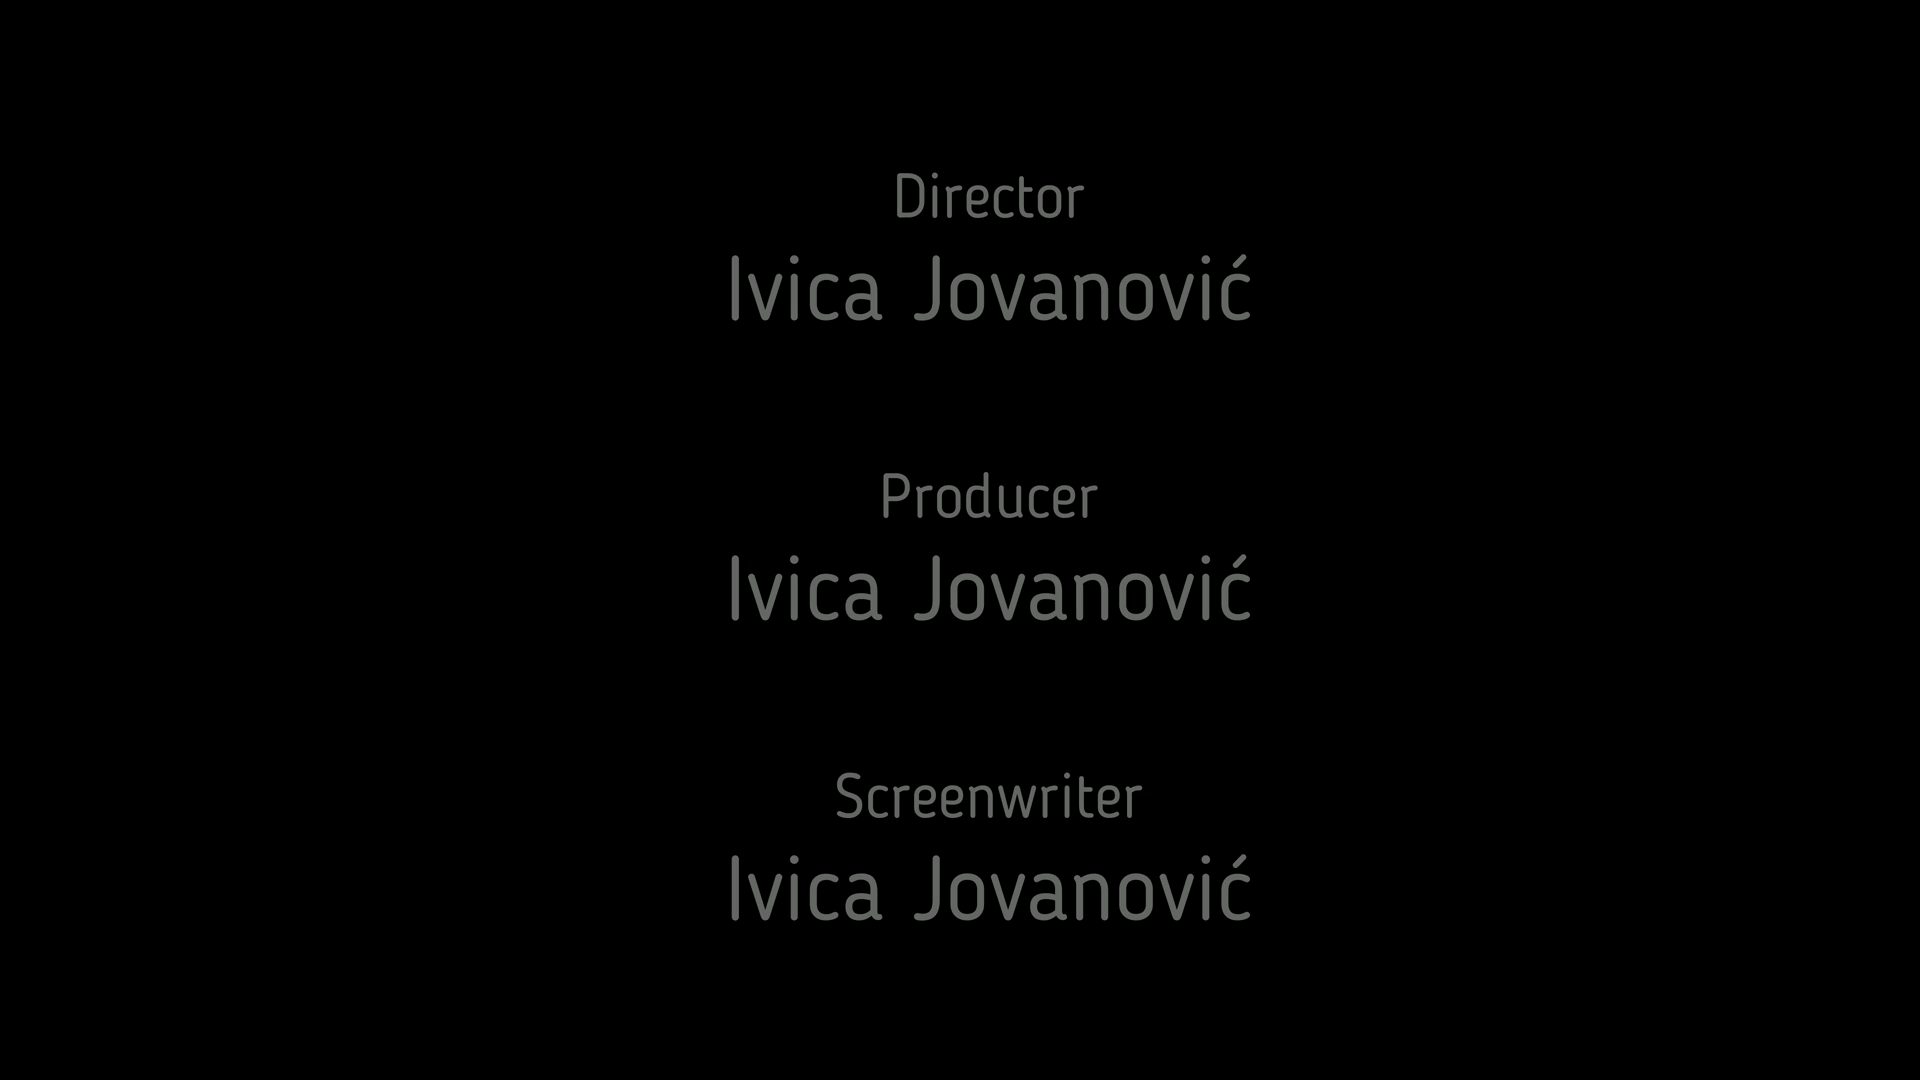 Director
Ivica Jovanović
Producer
Ivica Jovanović
Screenwriter
Ivica Jovanović